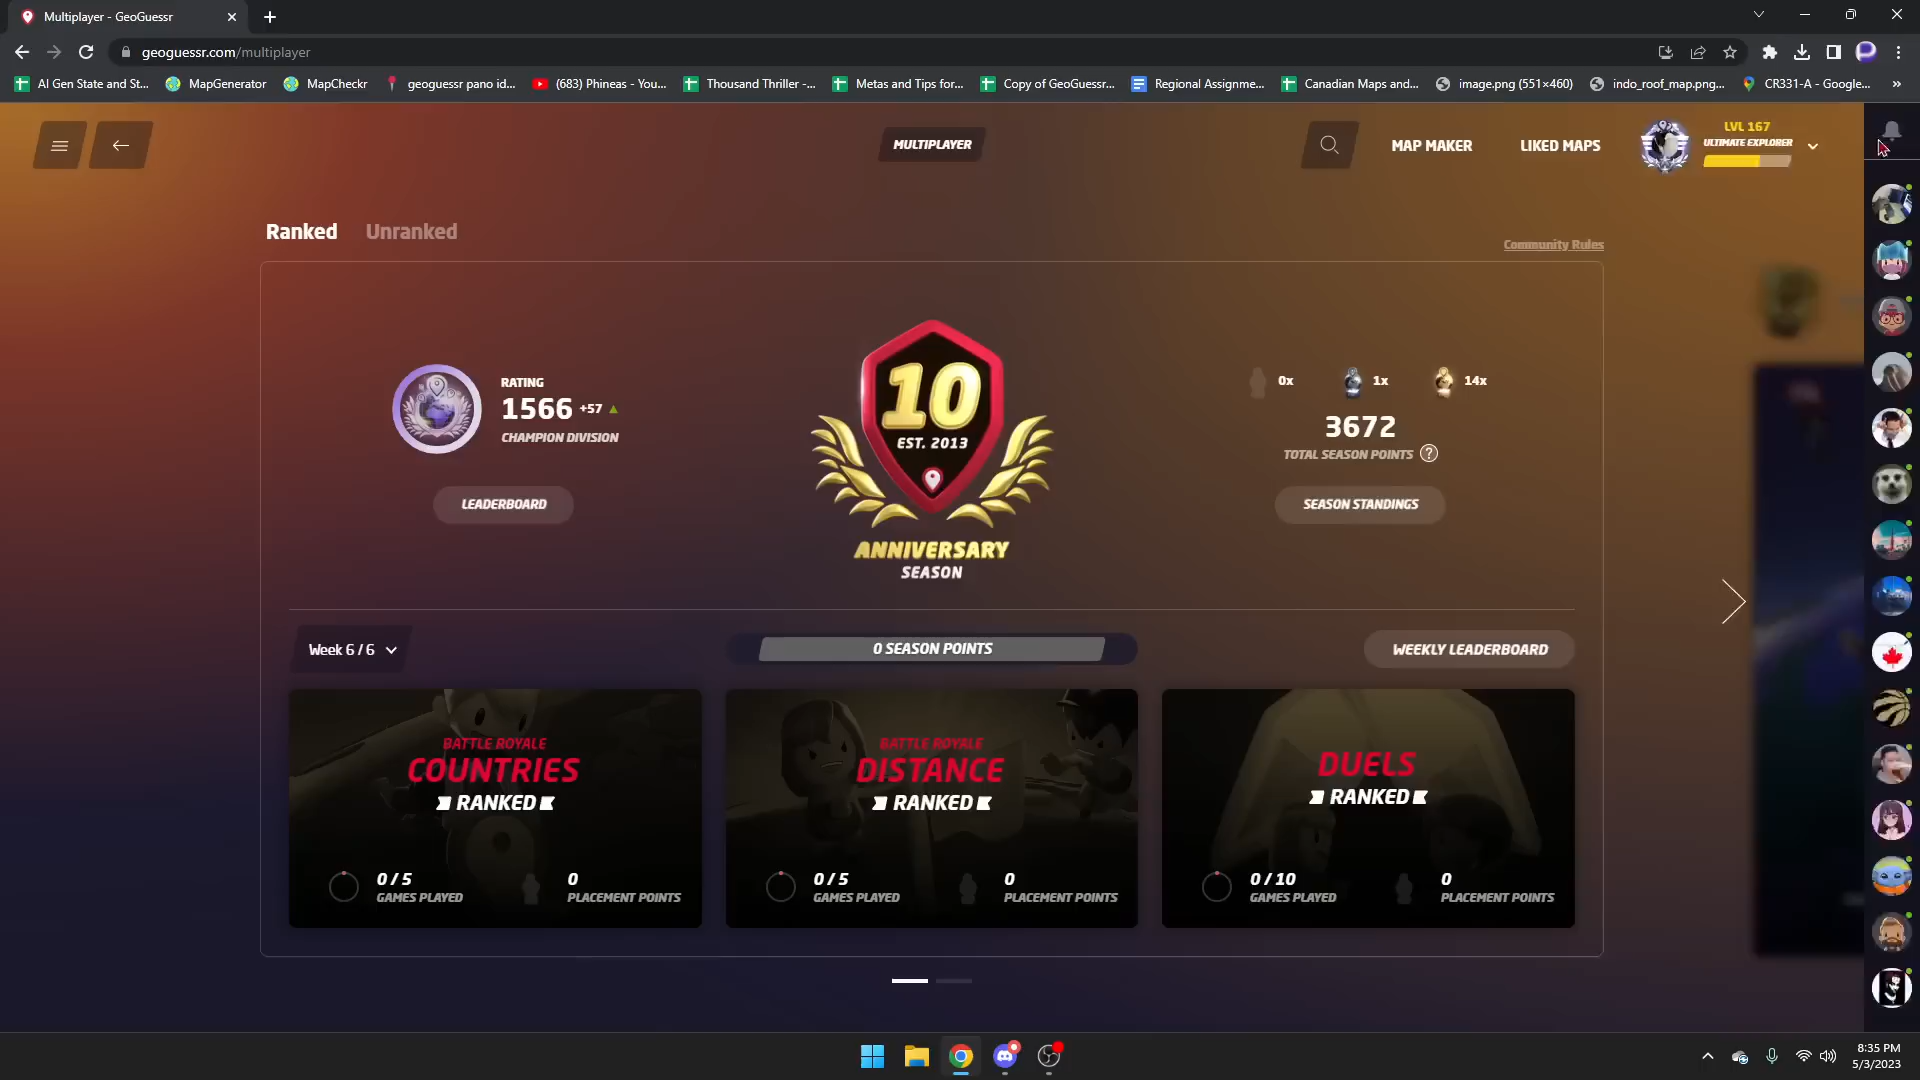 Multiplayer - GeoGuessr
geoguessr.com/multiplayer
AI Gen State and St... MapGenerator MapCheckr geoguessr pano id... (683) Phineas - You... Thousand Thriller -... Metas and Tips for... Copy of GeoGuessr... Regional Assignme... Canadian Maps and... image.png (551×460) indo_roof_map.png... CR331-A - Google... »
MULTIPLAYER
MAP MAKER
LIKED MAPS
LVL 167
ULTIMATE EXPLORER
Ranked Unranked
Community Rules
RATING
1566 +57
CHAMPION DIVISION
LEADERBOARD
10
EST. 2013
ANNIVERSARY
SEASON
0x 1x 14x
3672
TOTAL SEASON POINTS ?
SEASON STANDINGS
Week 6 / 6
0 SEASON POINTS
WEEKLY LEADERBOARD
BATTLE ROYALE
COUNTRIES
RANKED
0 / 5
GAMES PLAYED
0
PLACEMENT POINTS
BATTLE ROYALE
DISTANCE
RANKED
0 / 5
GAMES PLAYED
0
PLACEMENT POINTS
DUELS
RANKED
0 / 10
GAMES PLAYED
0
PLACEMENT POINTS
8:35 PM
5/3/2023